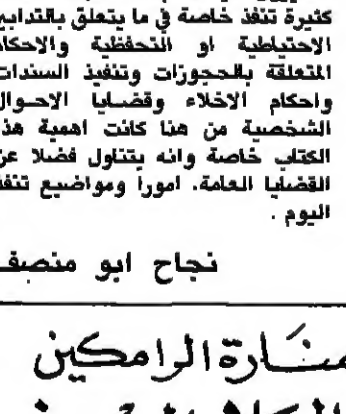 كثيرة تنفذ خاصة في ما يتعلق بالتدابير
الاحتياطية او التحفظية والاحكام
المتعلقة بالحجوزات وتنفيذ السندات
واحكام الاخلاء وقضايا الاحوال
الشخصية من هنا كانت اهمية هذ
الكتاب خاصة وانه يتناول فضلا عن
القضايا العامة. امورا ومواضيع تنفذ
اليوم .
نجاح ابو منصف
منارة الرامكين